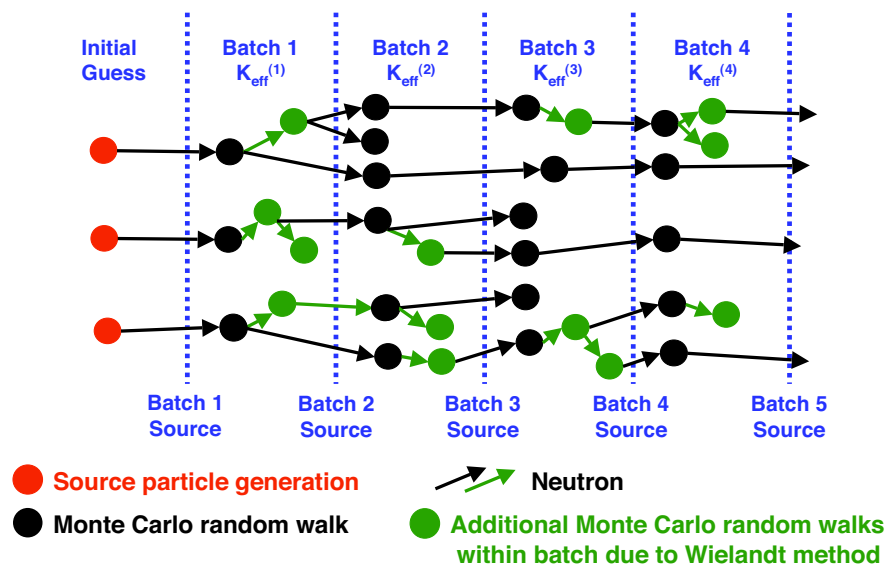 Initial
Guess
Batch 1
Keff(1)
Batch 2
Keff(2)
Batch 3
Keff(3)
Batch 4
Keff(4)
Batch 1
Source
Batch 2
Source
Batch 3
Source
Batch 4
Source
Batch 5
Source
Source particle generation
Neutron
Monte Carlo random walk
Additional Monte Carlo random walks
within batch due to Wielandt method